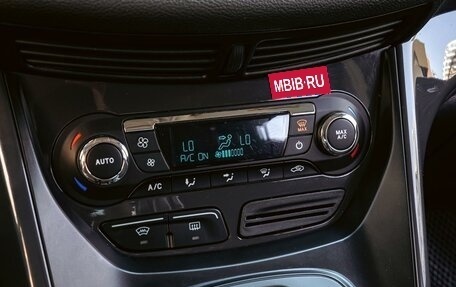 MBIB.RU
LO LO
A/C ON
AUTO
MAX
MAX
A/C
A/C